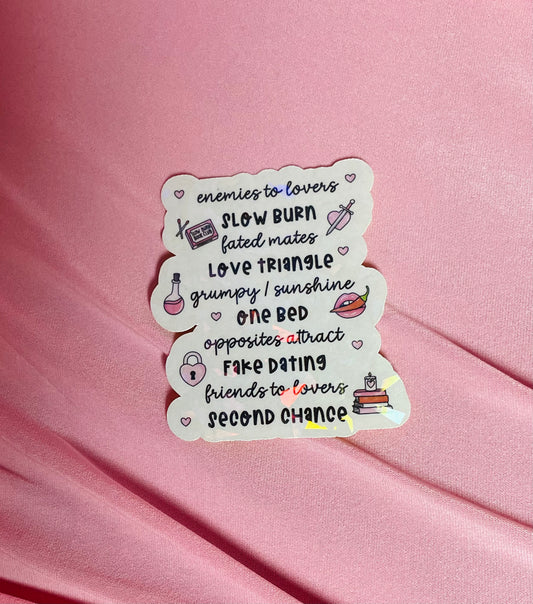 enemies to lovers
SLOW BURN
fated mates
LOVE TRIANGLE
grumpy / sunshine
ONE BED
opposites attract
FAKE DATING
friends to lovers
SECOND CHANCE